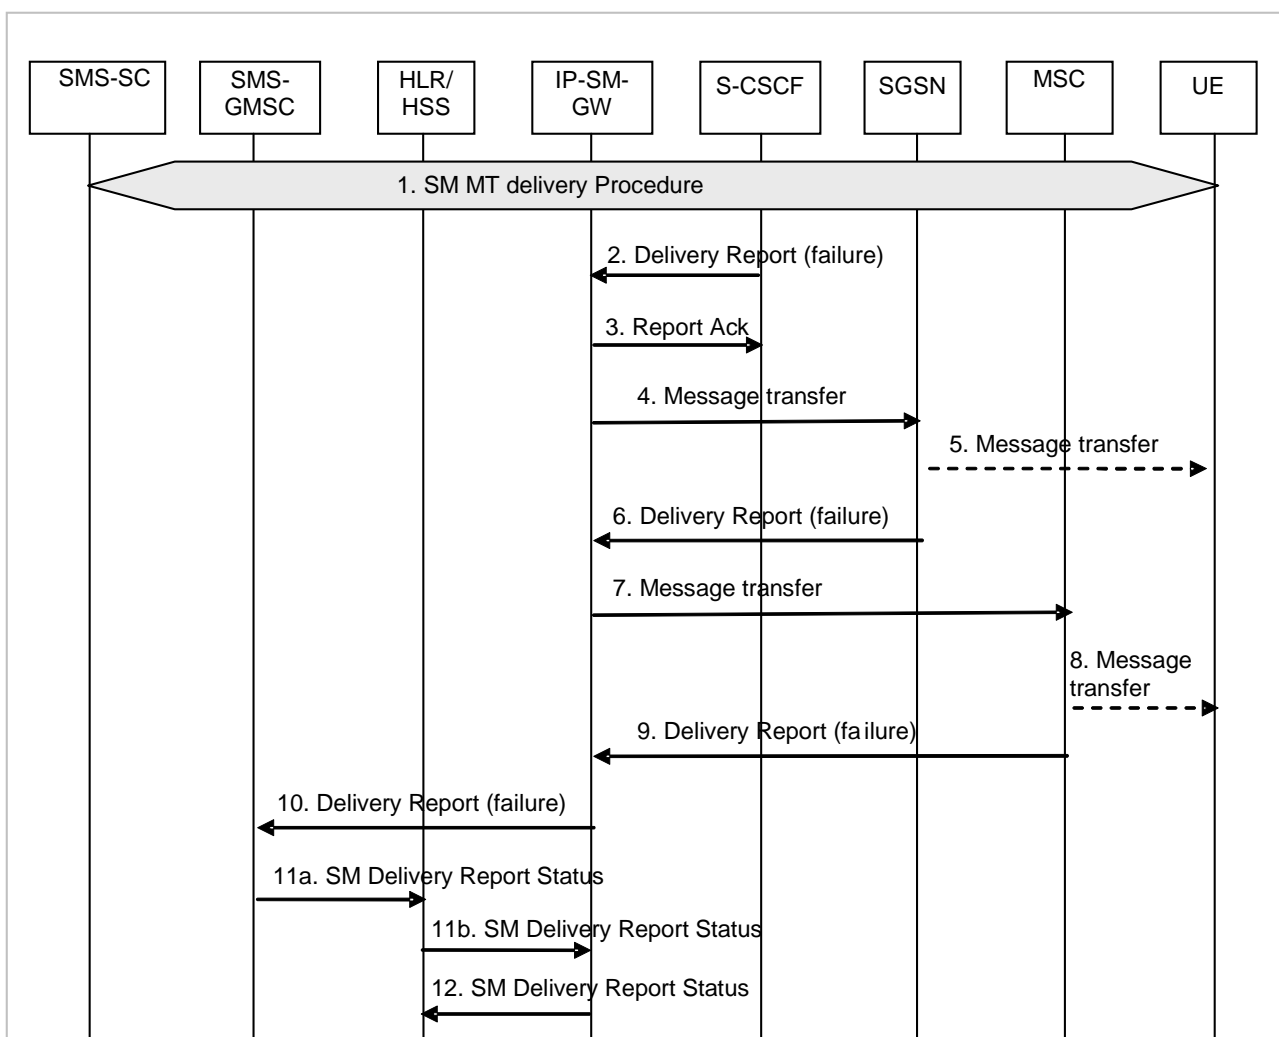 SMS-SC
SMS-
GMSC
HLR/
HSS
IP-SM-
GW
S-CSCF
SGSN
MSC
UE
1. SM MT delivery Procedure
2. Delivery Report (failure)
3. Report Ack
4. Message transfer
5. Message transfer
6. Delivery Report (failure)
7. Message transfer
8. Message
transfer
9. Delivery Report (failure)
10. Delivery Report (failure)
11a. SM Delivery Report Status
11b. SM Delivery Report Status
12. SM Delivery Report Status